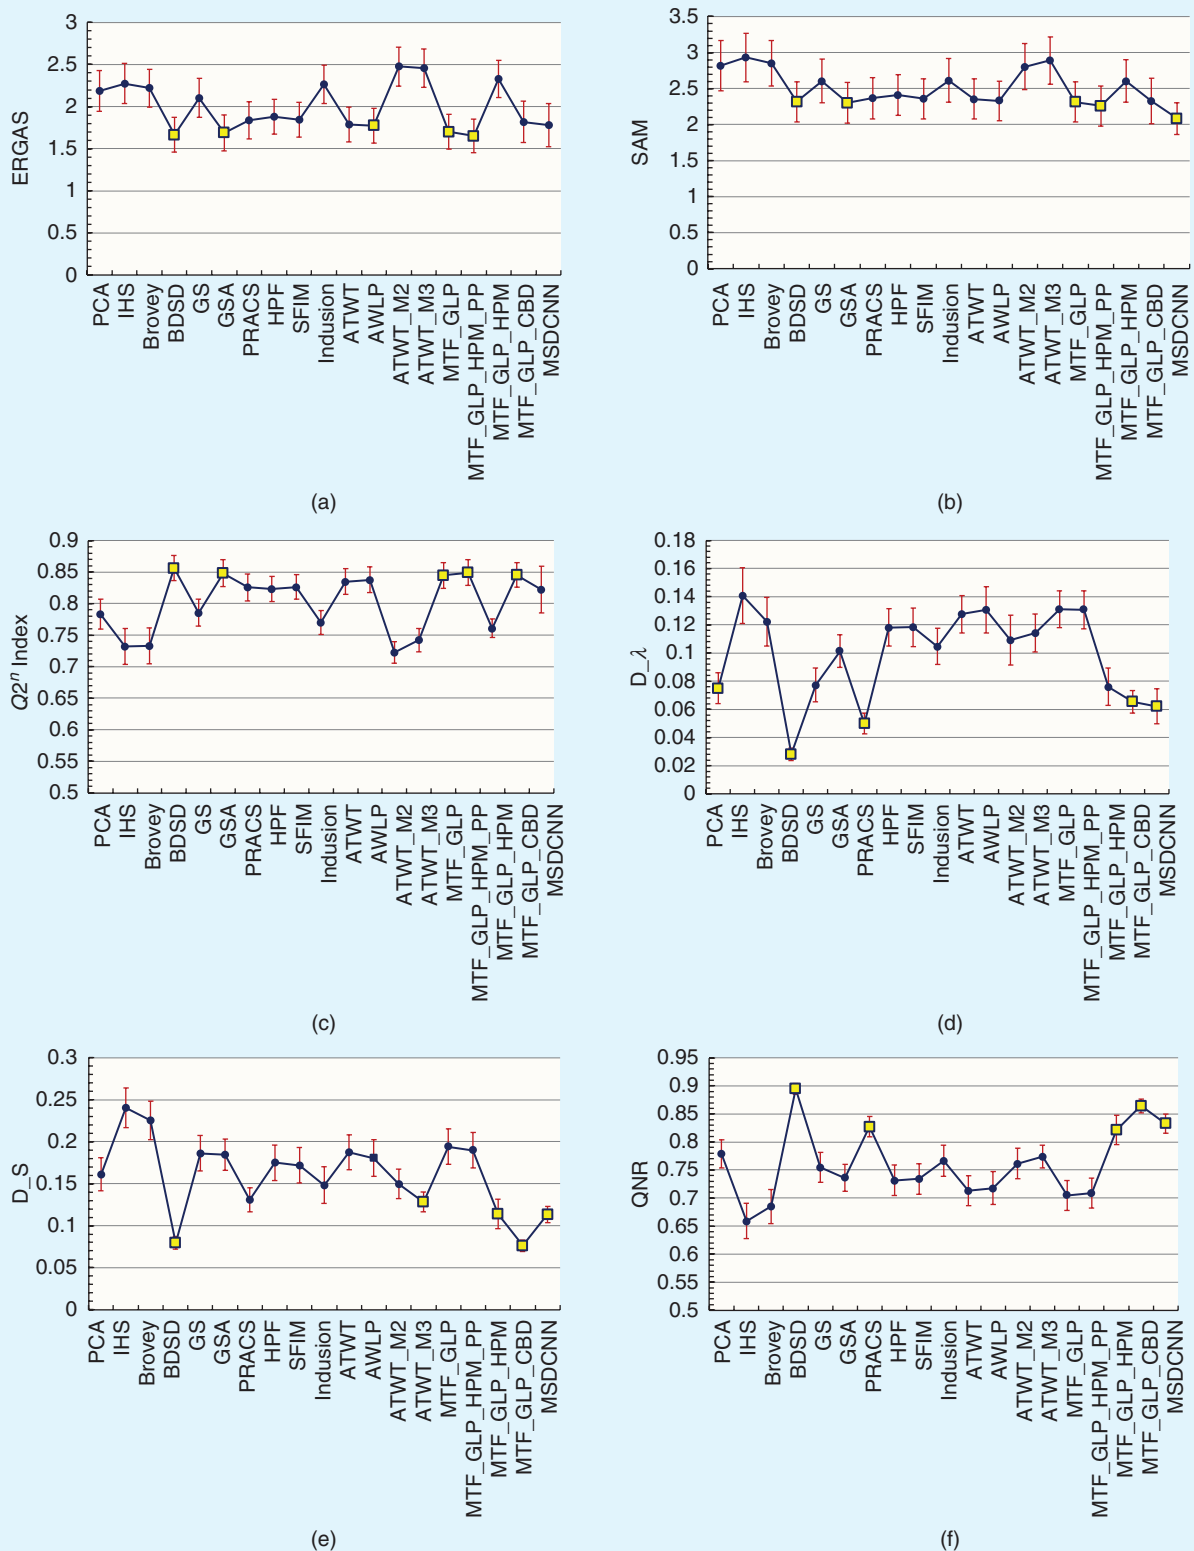 ERGAS
3
2.5
2
1.5
1
0.5
0
PCA
IHS
Brovey
BDSD
GS
GSA
PRACS
HPF
SFIM
Indusion
ATWT
AWLP
ATWT_M2
ATWT_M3
MTF_GLP
MTF_GLP_HPM_PP
MTF_GLP_HPM
MTF_GLP_CBD
MSDCNN
(a)
SAM
3.5
3
2.5
2
1.5
1
0.5
0
PCA
IHS
Brovey
BDSD
GS
GSA
PRACS
HPF
SFIM
Indusion
ATWT
AWLP
ATWT_M2
ATWT_M3
MTF_GLP
MTF_GLP_HPM_PP
MTF_GLP_HPM
MTF_GLP_CBD
MSDCNN
(b)
Q2ⁿ Index
0.9
0.85
0.8
0.75
0.7
0.65
0.6
0.55
0.5
PCA
IHS
Brovey
BDSD
GS
GSA
PRACS
HPF
SFIM
Indusion
ATWT
AWLP
ATWT_M2
ATWT_M3
MTF_GLP
MTF_GLP_HPM_PP
MTF_GLP_HPM
MTF_GLP_CBD
MSDCNN
(c)
D_λ
0.18
0.16
0.14
0.12
0.1
0.08
0.06
0.04
0.02
0
PCA
IHS
Brovey
BDSD
GS
GSA
PRACS
HPF
SFIM
Indusion
ATWT
AWLP
ATWT_M2
ATWT_M3
MTF_GLP
MTF_GLP_HPM_PP
MTF_GLP_HPM
MTF_GLP_CBD
MSDCNN
(d)
D_S
0.3
0.25
0.2
0.15
0.1
0.05
0
PCA
IHS
Brovey
BDSD
GS
GSA
PRACS
HPF
SFIM
Indusion
ATWT
AWLP
ATWT_M2
ATWT_M3
MTF_GLP
MTF_GLP_HPM_PP
MTF_GLP_HPM
MTF_GLP_CBD
MSDCNN
(e)
QNR
0.95
0.9
0.85
0.8
0.75
0.7
0.65
0.6
0.55
0.5
PCA
IHS
Brovey
BDSD
GS
GSA
PRACS
HPF
SFIM
Indusion
ATWT
AWLP
ATWT_M2
ATWT_M3
MTF_GLP
MTF_GLP_HPM_PP
MTF_GLP_HPM
MTF_GLP_CBD
MSDCNN
(f)